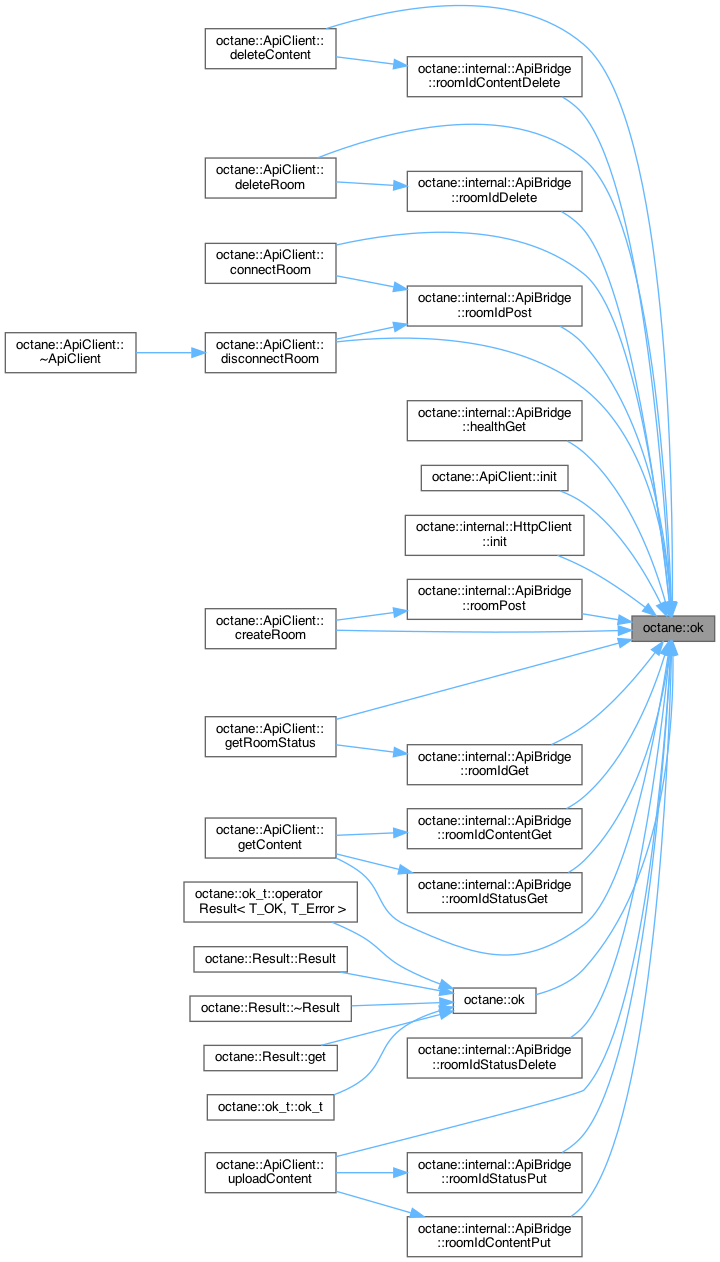 octane::ApiClient::
deleteContent
octane::internal::ApiBridge
::roomIdContentDelete
octane::ApiClient::
deleteRoom
octane::internal::ApiBridge
::roomIdDelete
octane::ApiClient::
connectRoom
octane::internal::ApiBridge
::roomIdPost
octane::ApiClient::
~ApiClient
octane::ApiClient::
disconnectRoom
octane::internal::ApiBridge
::healthGet
octane::ApiClient::init
octane::internal::HttpClient
::init
octane::internal::ApiBridge
::roomPost
octane::ApiClient::
createRoom
octane::ok
octane::ApiClient::
getRoomStatus
octane::internal::ApiBridge
::roomIdGet
octane::internal::ApiBridge
::roomIdContentGet
octane::ApiClient::
getContent
octane::internal::ApiBridge
::roomIdStatusGet
octane::ok_t::operator
Result< T_OK, T_Error >
octane::Result::Result
octane::ok
octane::Result::~Result
octane::Result::get
octane::internal::ApiBridge
::roomIdStatusDelete
octane::ok_t::ok_t
octane::ApiClient::
uploadContent
octane::internal::ApiBridge
::roomIdStatusPut
octane::internal::ApiBridge
::roomIdContentPut